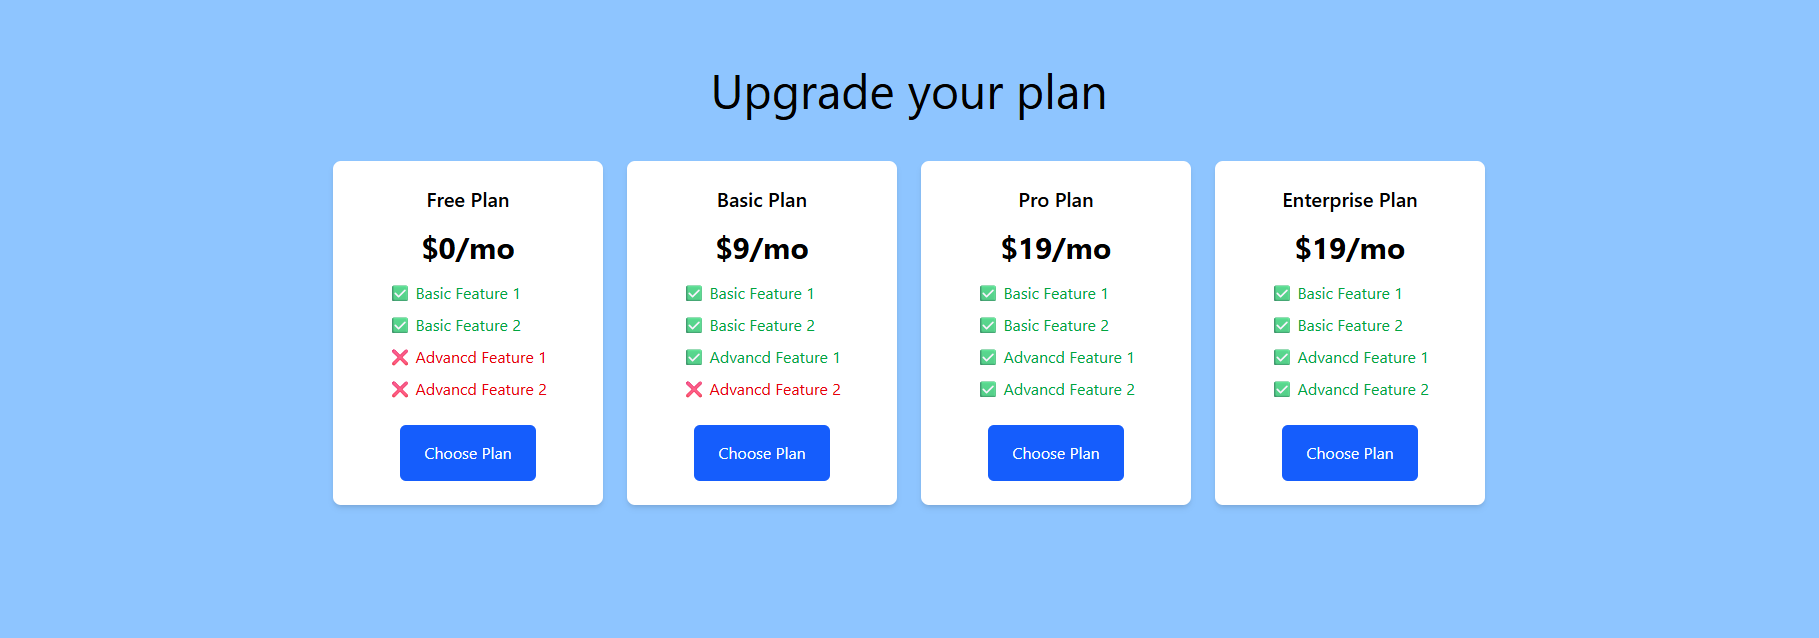 Upgrade your plan
Free Plan
$0/mo
✅ Basic Feature 1
✅ Basic Feature 2
❌ Advancd Feature 1
❌ Advancd Feature 2
Choose Plan
Basic Plan
$9/mo
✅ Basic Feature 1
✅ Basic Feature 2
✅ Advancd Feature 1
❌ Advancd Feature 2
Choose Plan
Pro Plan
$19/mo
✅ Basic Feature 1
✅ Basic Feature 2
✅ Advancd Feature 1
✅ Advancd Feature 2
Choose Plan
Enterprise Plan
$19/mo
✅ Basic Feature 1
✅ Basic Feature 2
✅ Advancd Feature 1
✅ Advancd Feature 2
Choose Plan